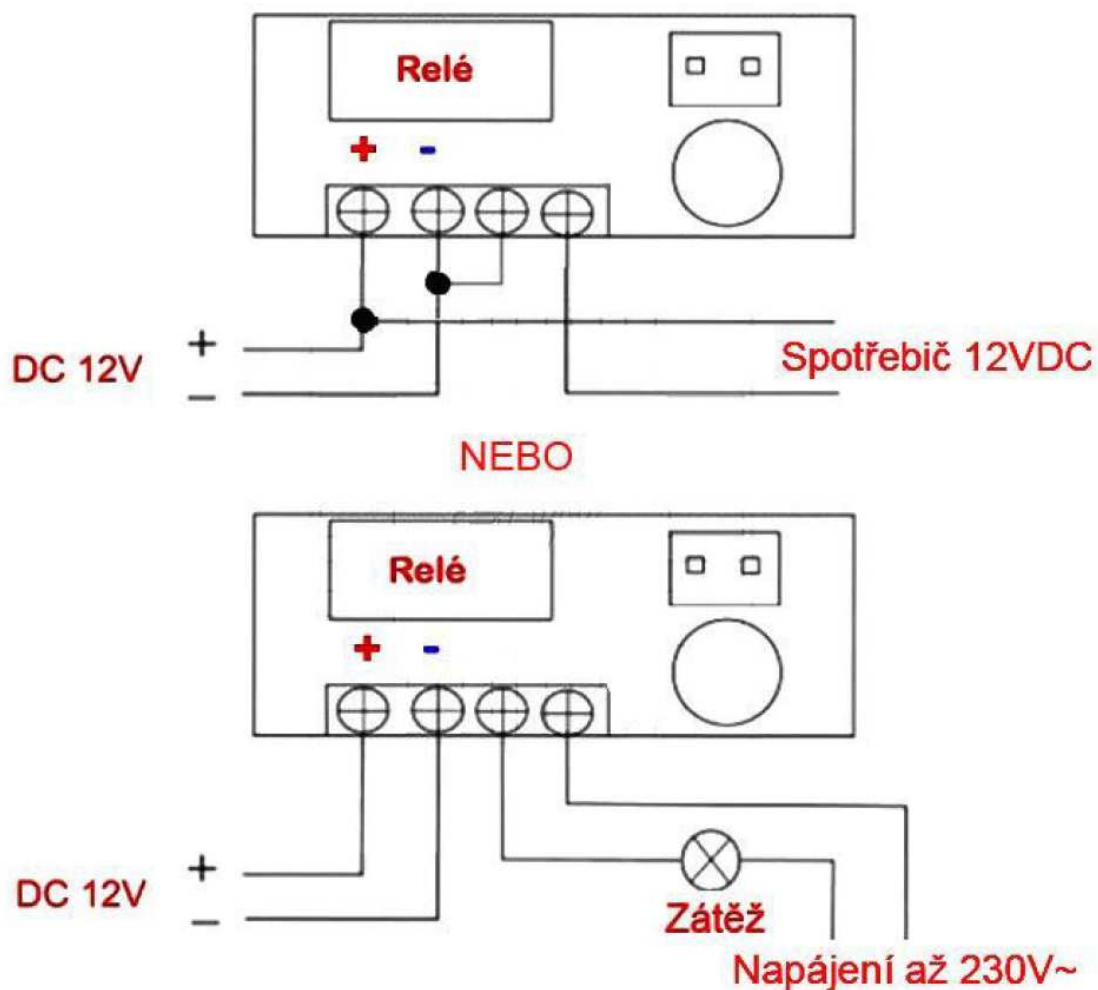 Relé
+ -
+
DC 12V
−
Spotřebič 12VDC
NEBO
Relé
+ -
+
DC 12V
−
Zátěž
Napájení až 230V~